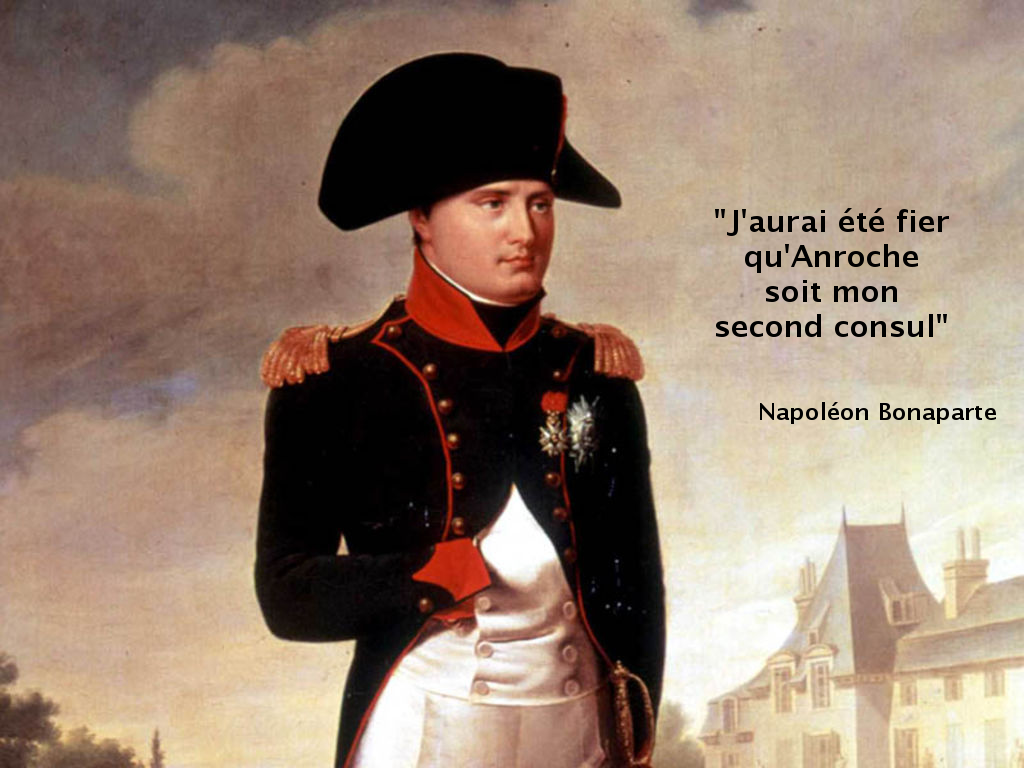 "J'aurai été fier
qu'Anroche
soit mon
second consul"
Napoléon Bonaparte